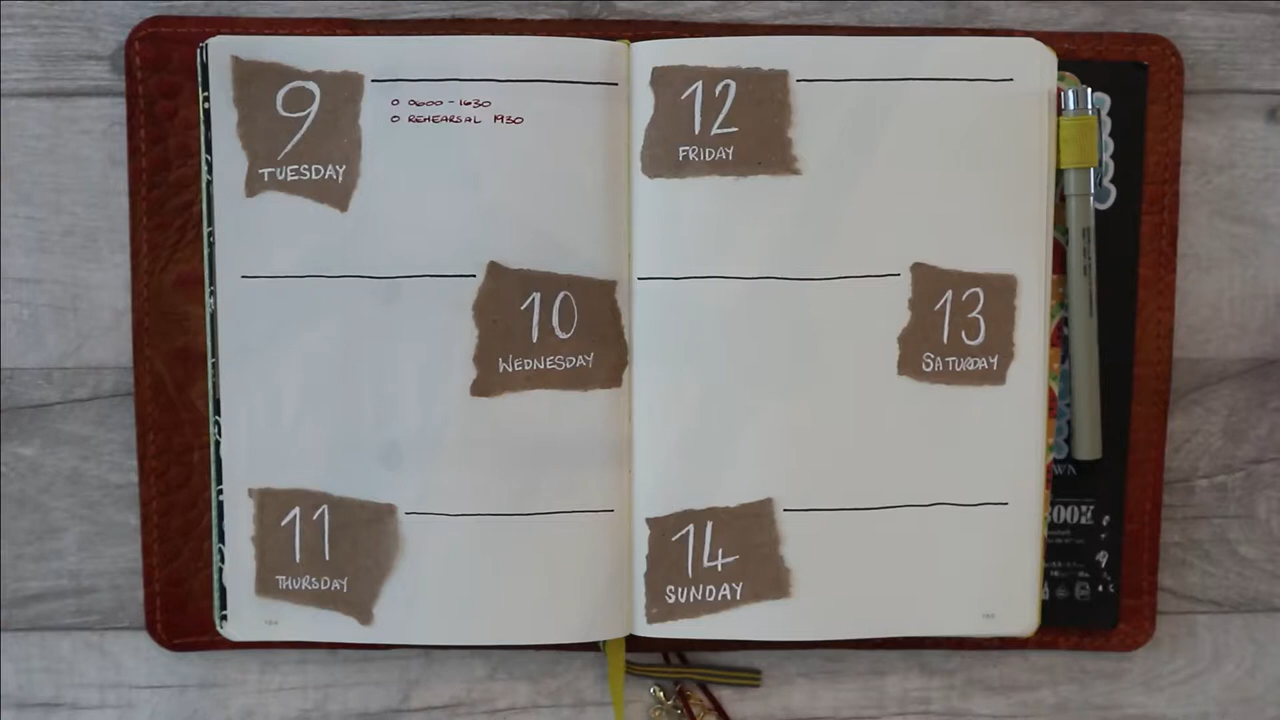 9
TUESDAY
O 0600-1630
O REHEARSAL 1930
10
WEDNESDAY
11
THURSDAY
12
FRIDAY
13
SATURDAY
14
SUNDAY